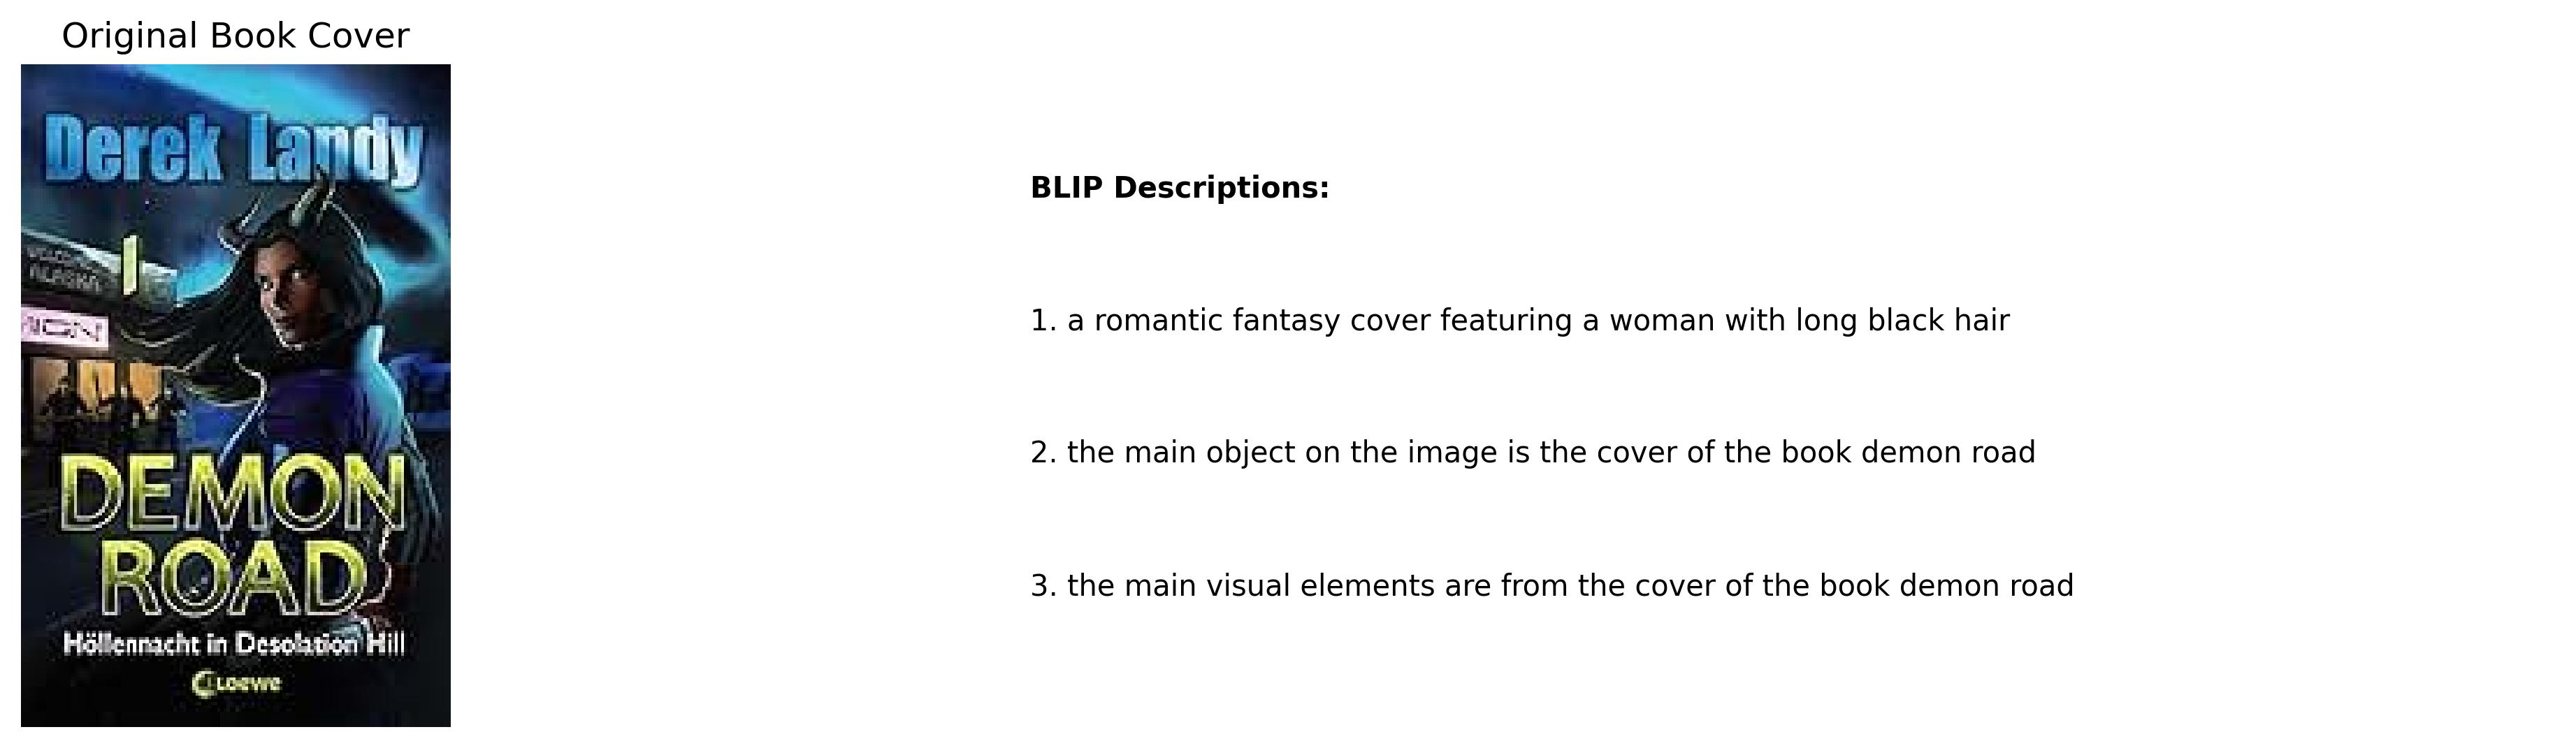 Original Book Cover
Derek Landy
ALASKA
DEMON
ROAD
Höllennacht in Desolation Hill
Loewe
BLIP Descriptions:
1. a romantic fantasy cover featuring a woman with long black hair
2. the main object on the image is the cover of the book demon road
3. the main visual elements are from the cover of the book demon road